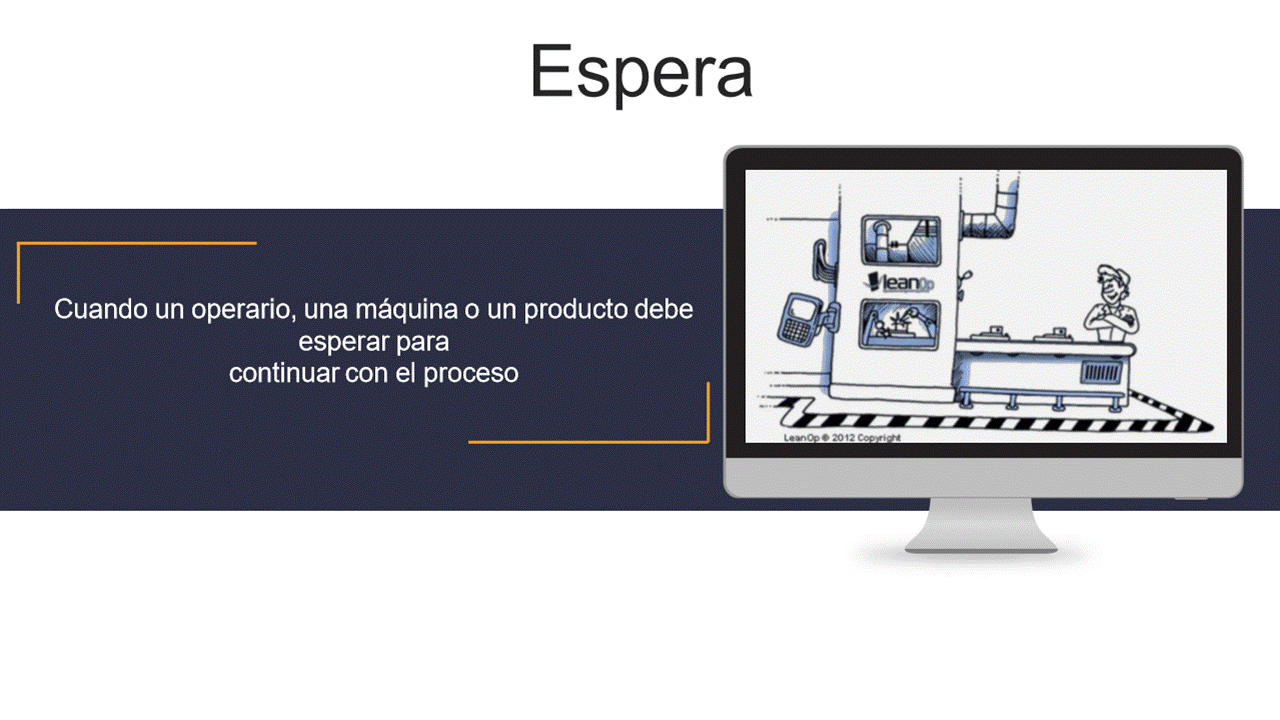 Espera
Cuando un operario, una máquina o un producto debe
esperar para
continuar con el proceso
leanOp
LeanOp © 2012 Copyright